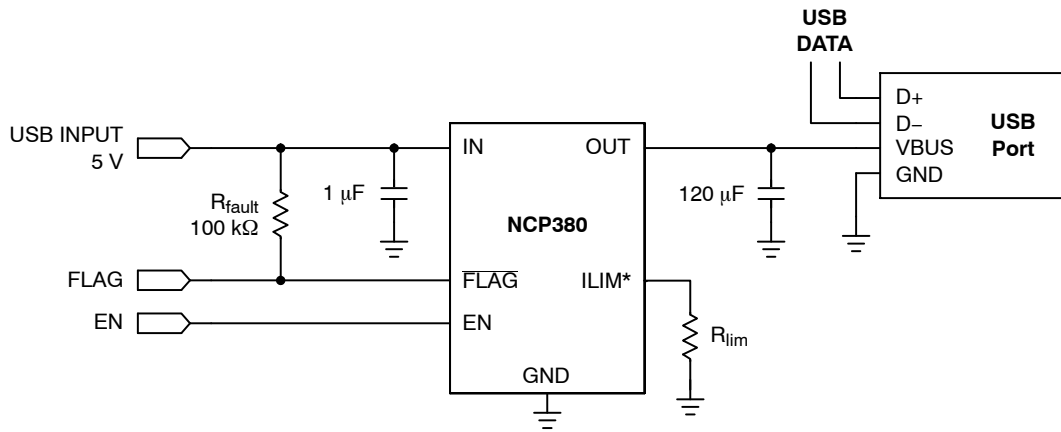 USB
DATA
D+
D−
VBUS
GND
USB
Port
USB INPUT
5 V
IN
OUT
1 μF
120 μF
Rfault
100 kΩ
NCP380
FLAG
FLAG
ILIM*
EN
EN
Rlim
GND